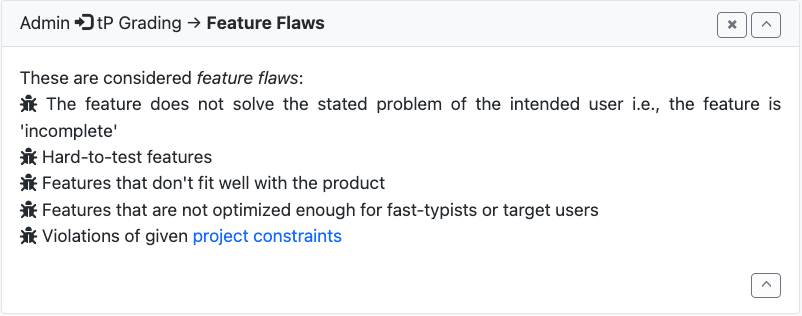 Admin tP Grading → Feature Flaws
These are considered feature flaws:
The feature does not solve the stated problem of the intended user i.e., the feature is
'incomplete'
Hard-to-test features
Features that don't fit well with the product
Features that are not optimized enough for fast-typists or target users
Violations of given project constraints